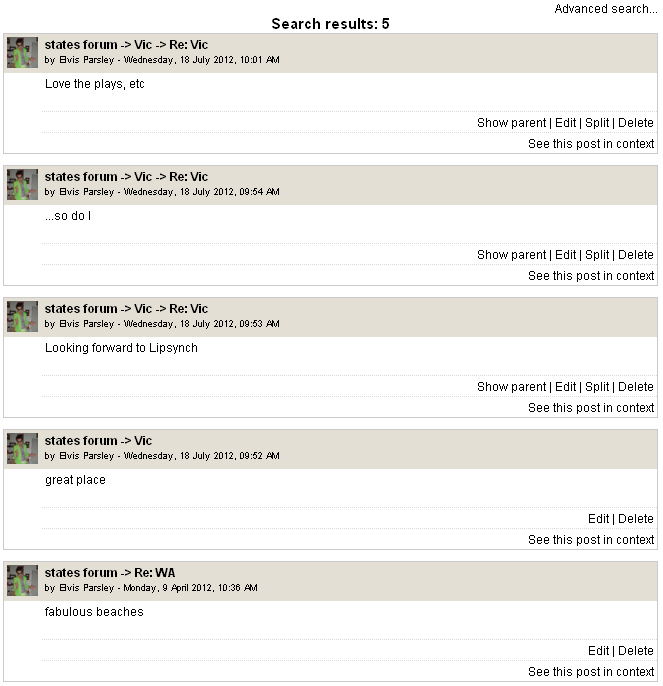 Advanced search...
Search results: 5
states forum -> Vic -> Re: Vic
by Elvis Parsley - Wednesday, 18 July 2012, 10:01 AM
Love the plays, etc
Show parent | Edit | Split | Delete
See this post in context
states forum -> Vic -> Re: Vic
by Elvis Parsley - Wednesday, 18 July 2012, 09:54 AM
...so do I
Show parent | Edit | Split | Delete
See this post in context
states forum -> Vic -> Re: Vic
by Elvis Parsley - Wednesday, 18 July 2012, 09:53 AM
Looking forward to Lipsynch
Show parent | Edit | Split | Delete
See this post in context
states forum -> Vic
by Elvis Parsley - Wednesday, 18 July 2012, 09:52 AM
great place
Edit | Delete
See this post in context
states forum -> Re: WA
by Elvis Parsley - Monday, 9 April 2012, 10:36 AM
fabulous beaches
Edit | Delete
See this post in context